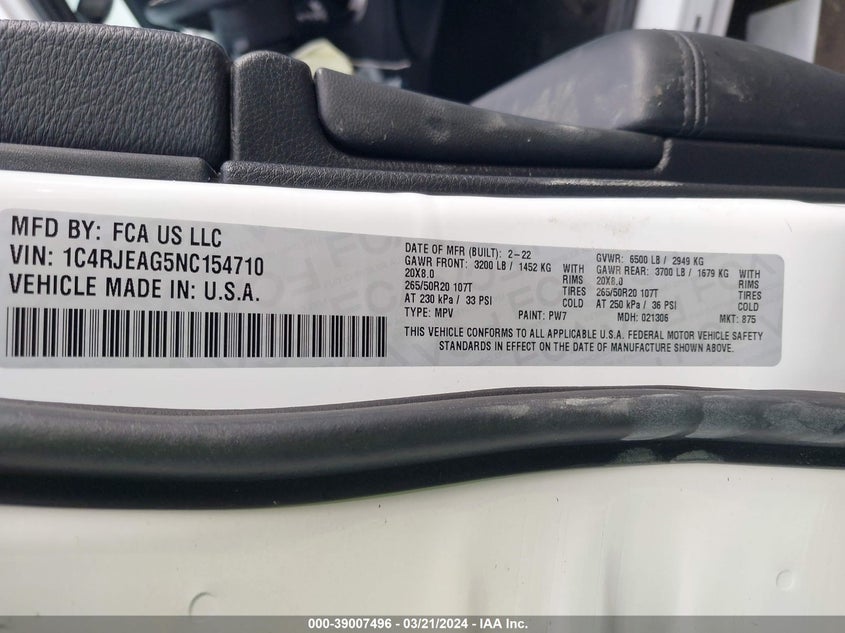 MFD BY: FCA US LLC
VIN: 1C4RJEAG5NC154710
VEHICLE MADE IN: U.S.A.
DATE OF MFR (BUILT): 2-22 GVWR: 6500 LB / 2949 KG
GAWR FRONT: 3200 LB / 1452 KG WITH GAWR REAR: 3700 LB / 1679 KG WITH
20X8.0 RIMS 20X8.0 RIMS
265/50R20 107T TIRES 265/50R20 107T TIRES
AT 230 kPa / 33 PSI COLD AT 250 kPa / 36 PSI COLD
TYPE: MPV PAINT: PW7 MDH: 021306 MKT: 875
THIS VEHICLE CONFORMS TO ALL APPLICABLE U.S.A. FEDERAL MOTOR VEHICLE SAFETY
STANDARDS IN EFFECT ON THE DATE OF MANUFACTURE SHOWN ABOVE.
000-39007496 - 03/21/2024 - IAA Inc.